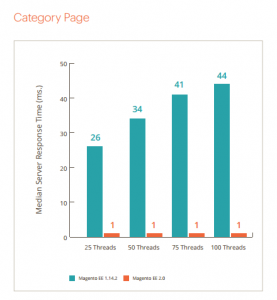 Category Page
Median Server Response Time (ms.)
50
40
30
20
10
0
26
34
41
44
1
1
1
1
25 Threads
50 Threads
75 Threads
100 Threads
Magento EE 1.14.2
Magento EE 2.0